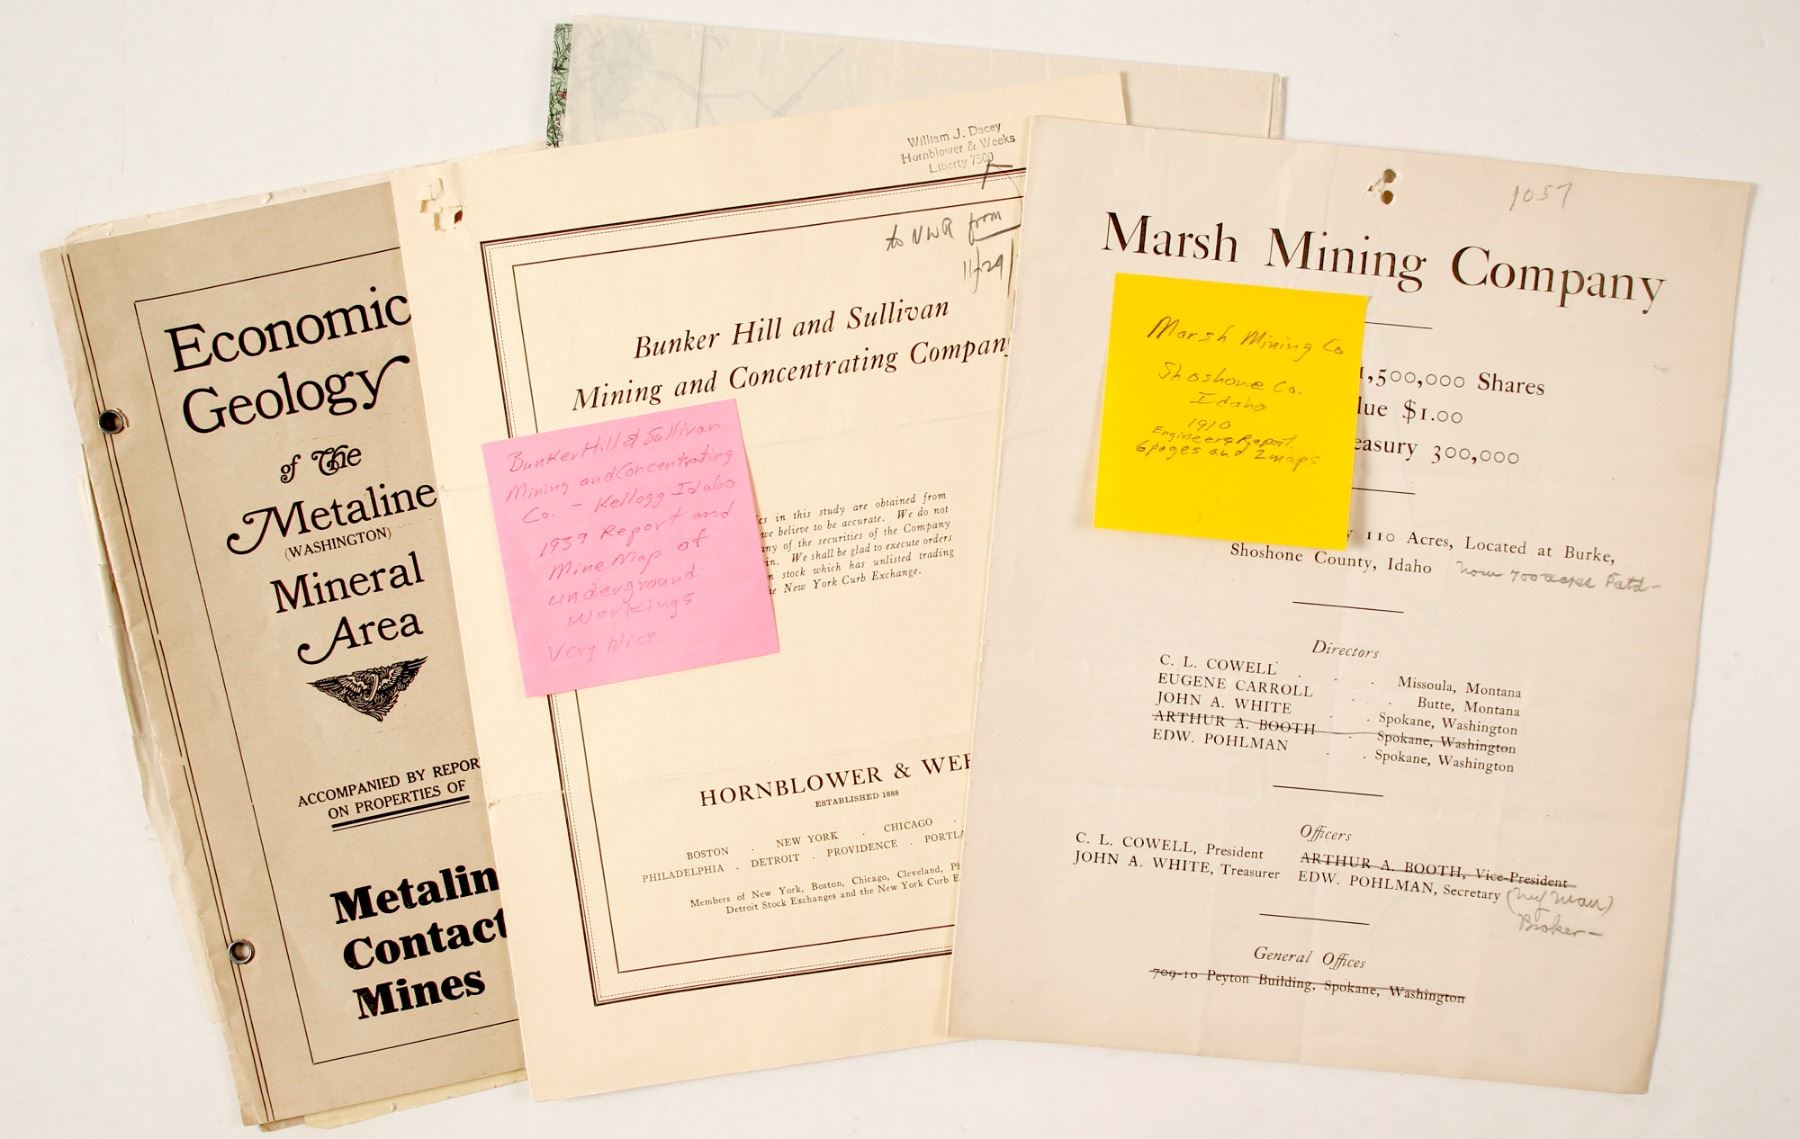 Economic
Geology
of The
Metaline
(WASHINGTON)
Mineral
Area
ACCOMPANIED BY REPOR
ON PROPERTIES OF
Metalin
Contact
Mines
William J. Dacey
Hornblower & Weeks
Liberty 7500
to NWR from
11/29/
Bunker Hill and Sullivan
Mining and Concentrating Company
Bunker Hill & Sullivan
Mining and Concentrating
Co. - Kellogg Idaho
1939 Report and
Mine Map of
underground
workings
Very Nice
in this study are obtained from
we believe to be accurate. We do not
any of the securities of the Company
in. We shall be glad to execute orders
stock which has unlisted trading
New York Curb Exchange.
HORNBLOWER & WEE
ESTABLISHED 1888
BOSTON · NEW YORK · CHICAGO ·
PHILADELPHIA · DETROIT · PROVIDENCE · PORTLA
Members of New York, Boston, Chicago, Cleveland, Ph
Detroit Stock Exchanges and the New York Curb E
1057
Marsh Mining Company
Marsh Mining Co
Shoshone Co.
Idaho
1910
Engineers Report
6 pages and 2 maps
1,500,000 Shares
lue $1.00
easury 300,000
110 Acres, Located at Burke,
Shoshone County, Idaho now 700 acres Patd-
Directors
C. L. COWELL . . . Missoula, Montana
EUGENE CARROLL . . Butte, Montana
JOHN A. WHITE . . Spokane, Washington
ARTHUR A. BOOTH . Spokane, Washington
EDW. POHLMAN . . Spokane, Washington
Officers
C. L. COWELL, President ARTHUR A. BOOTH, Vice-President
JOHN A. WHITE, Treasurer EDW. POHLMAN, Secretary
Broker-
General Offices
709-10 Peyton Building, Spokane, Washington